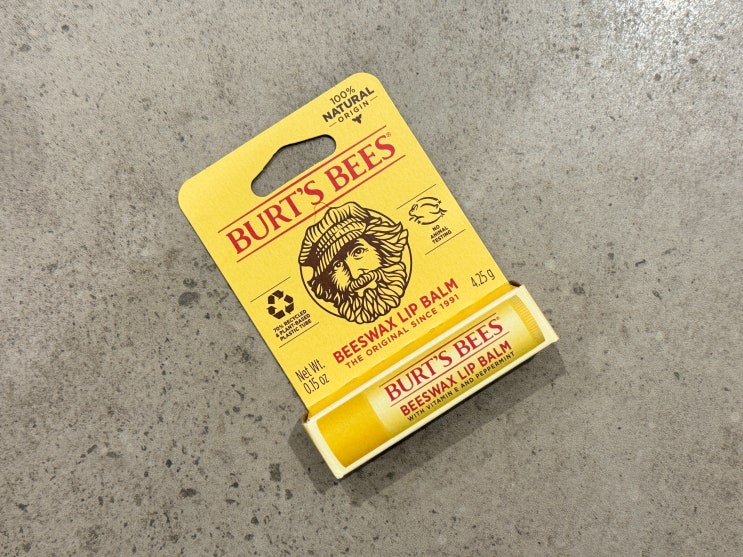 100%
NATURAL
ORIGIN
BURT'S BEES®
NO
ANIMAL
TESTING
70% RECYCLED
& PLANT-BASED
PLASTIC TUBE
BEESWAX LIP BALM
THE ORIGINAL SINCE 1991
Net Wt.
0.15 oz
4.25 g
BURT'S BEES®
BEESWAX LIP BALM
WITH VITAMIN E AND PEPPERMINT